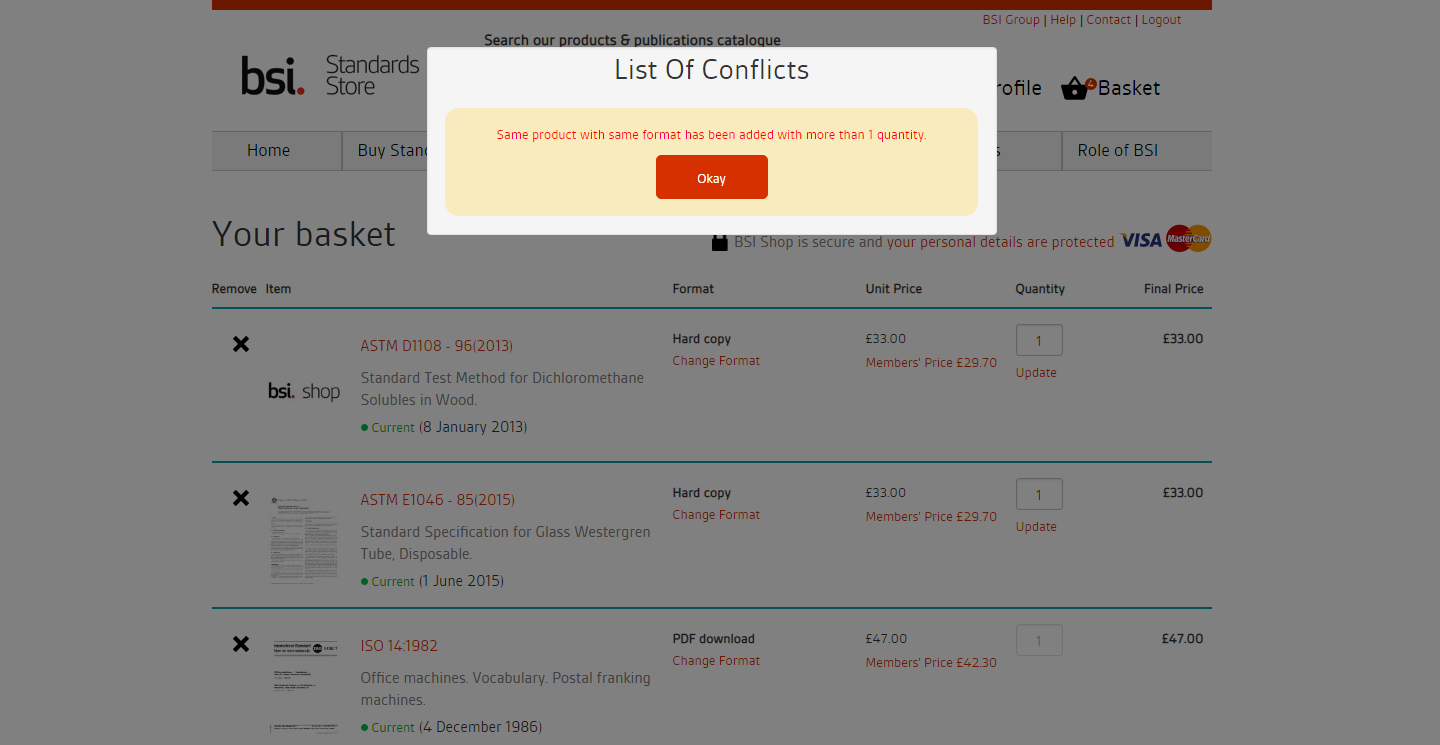 BSI Group | Help | Contact | Logout
Search our products & publications catalogue
bsi. Standards
Store
List Of Conflicts
Same product with same format has been added with more than 1 quantity.
Okay
4 Basket
Home
Role of BSI
Your basket
BSI Shop is secure and your personal details are protected VISA MasterCard
Remove Item Format Unit Price Quantity Final Price
ASTM D1108 - 96(2013)
Standard Test Method for Dichloromethane
Solubles in Wood.
Current (8 January 2013)
bsi. shop
Hard copy
Change Format
£33.00
Members' Price £29.70
1
Update
£33.00
ASTM E1046 - 85(2015)
Standard Specification for Glass Westergren
Tube, Disposable.
Current (1 June 2015)
Hard copy
Change Format
£33.00
Members' Price £29.70
1
Update
£33.00
ISO 14:1982
Office machines. Vocabulary. Postal franking
machines.
Current (4 December 1986)
PDF download
Change Format
£47.00
Members' Price £42.30
1
£47.00